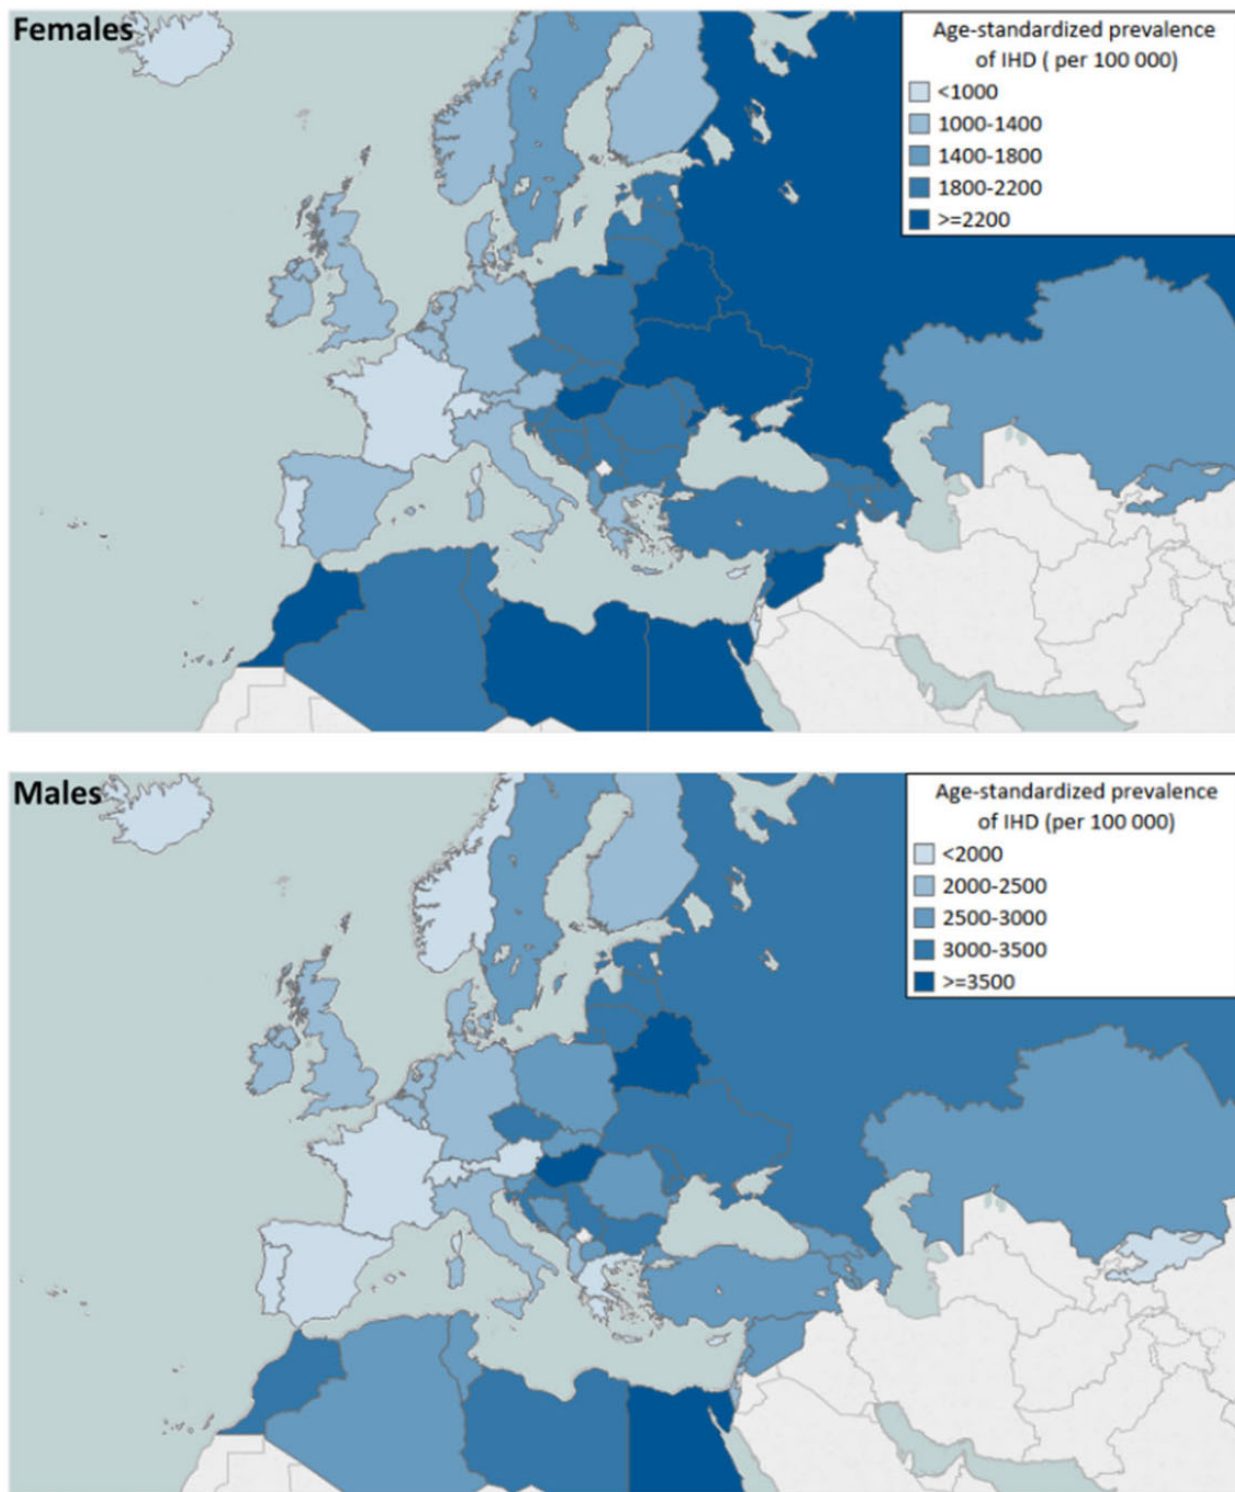 Females
Age-standardized prevalence
of IHD ( per 100 000)
<1000
1000-1400
1400-1800
1800-2200
>=2200
Males
Age-standardized prevalence
of IHD (per 100 000)
<2000
2000-2500
2500-3000
3000-3500
>=3500